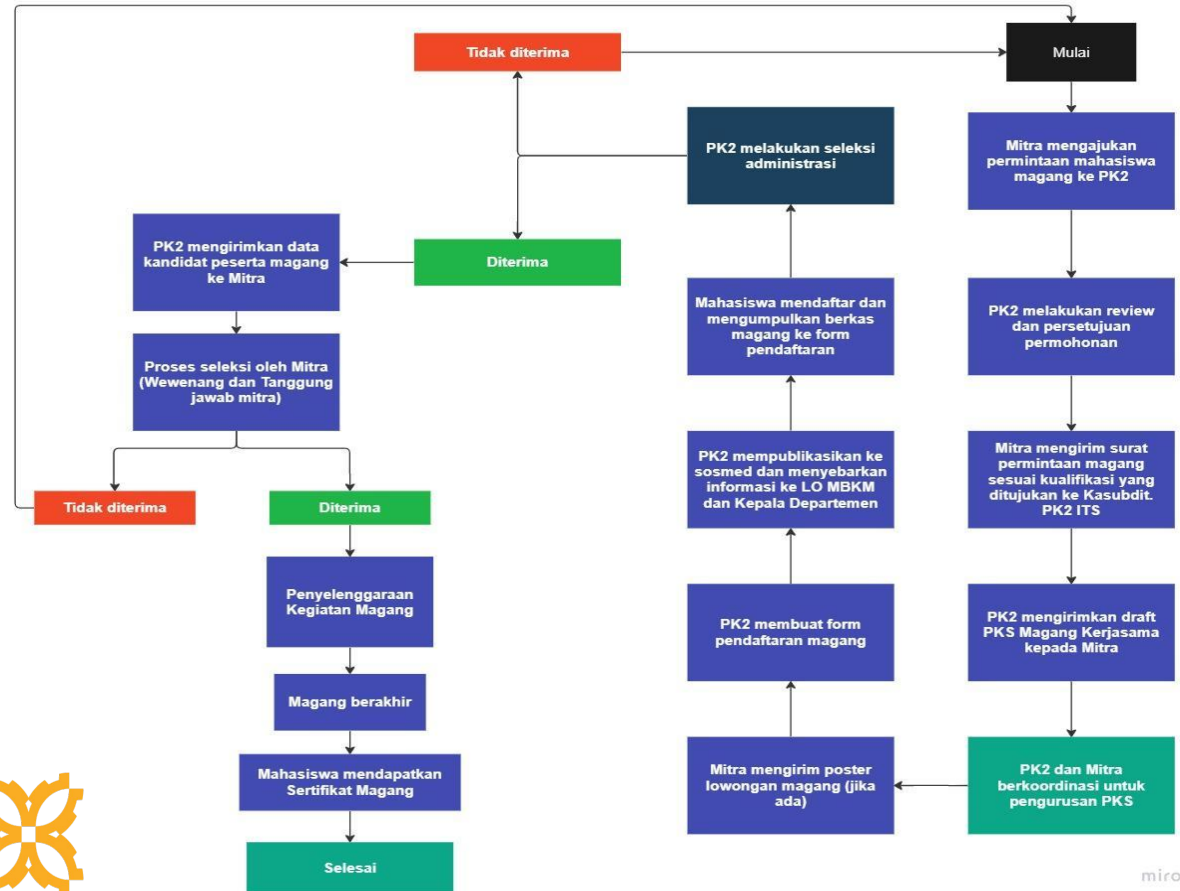 Mulai
Mitra mengajukan
permintaan mahasiswa
magang ke PK2
PK2 melakukan review
dan persetujuan
permohonan
Mitra mengirim surat
permintaan magang
sesuai kualifikasi yang
ditujukan ke Kasubdit.
PK2 ITS
PK2 mengirimkan draft
PKS Magang Kerjasama
kepada Mitra
PK2 dan Mitra
berkoordinasi untuk
pengurusan PKS
Mitra mengirim poster
lowongan magang (jika
ada)
PK2 membuat form
pendaftaran magang
PK2 mempublikasikan ke
sosmed dan menyebarkan
informasi ke LO MBKM
dan Kepala Departemen
Mahasiswa mendaftar dan
mengumpulkan berkas
magang ke form
pendaftaran
PK2 melakukan seleksi
administrasi
Tidak diterima
Diterima
PK2 mengirimkan data
kandidat peserta magang
ke Mitra
Proses seleksi oleh Mitra
(Wewenang dan Tanggung
jawab mitra)
Tidak diterima
Diterima
Penyelenggaraan
Kegiatan Magang
Magang berakhir
Mahasiswa mendapatkan
Sertifikat Magang
Selesai
miro